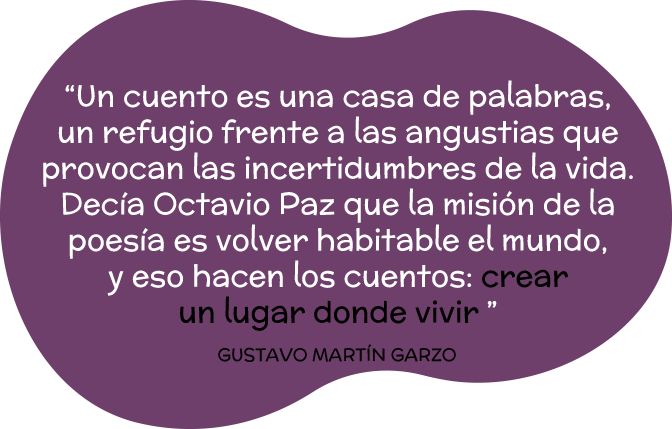 “Un cuento es una casa de palabras,
un refugio frente a las angustias que
provocan las incertidumbres de la vida.
Decía Octavio Paz que la misión de la
poesía es volver habitable el mundo,
y eso hacen los cuentos: crear
un lugar donde vivir ”
GUSTAVO MARTÍN GARZO